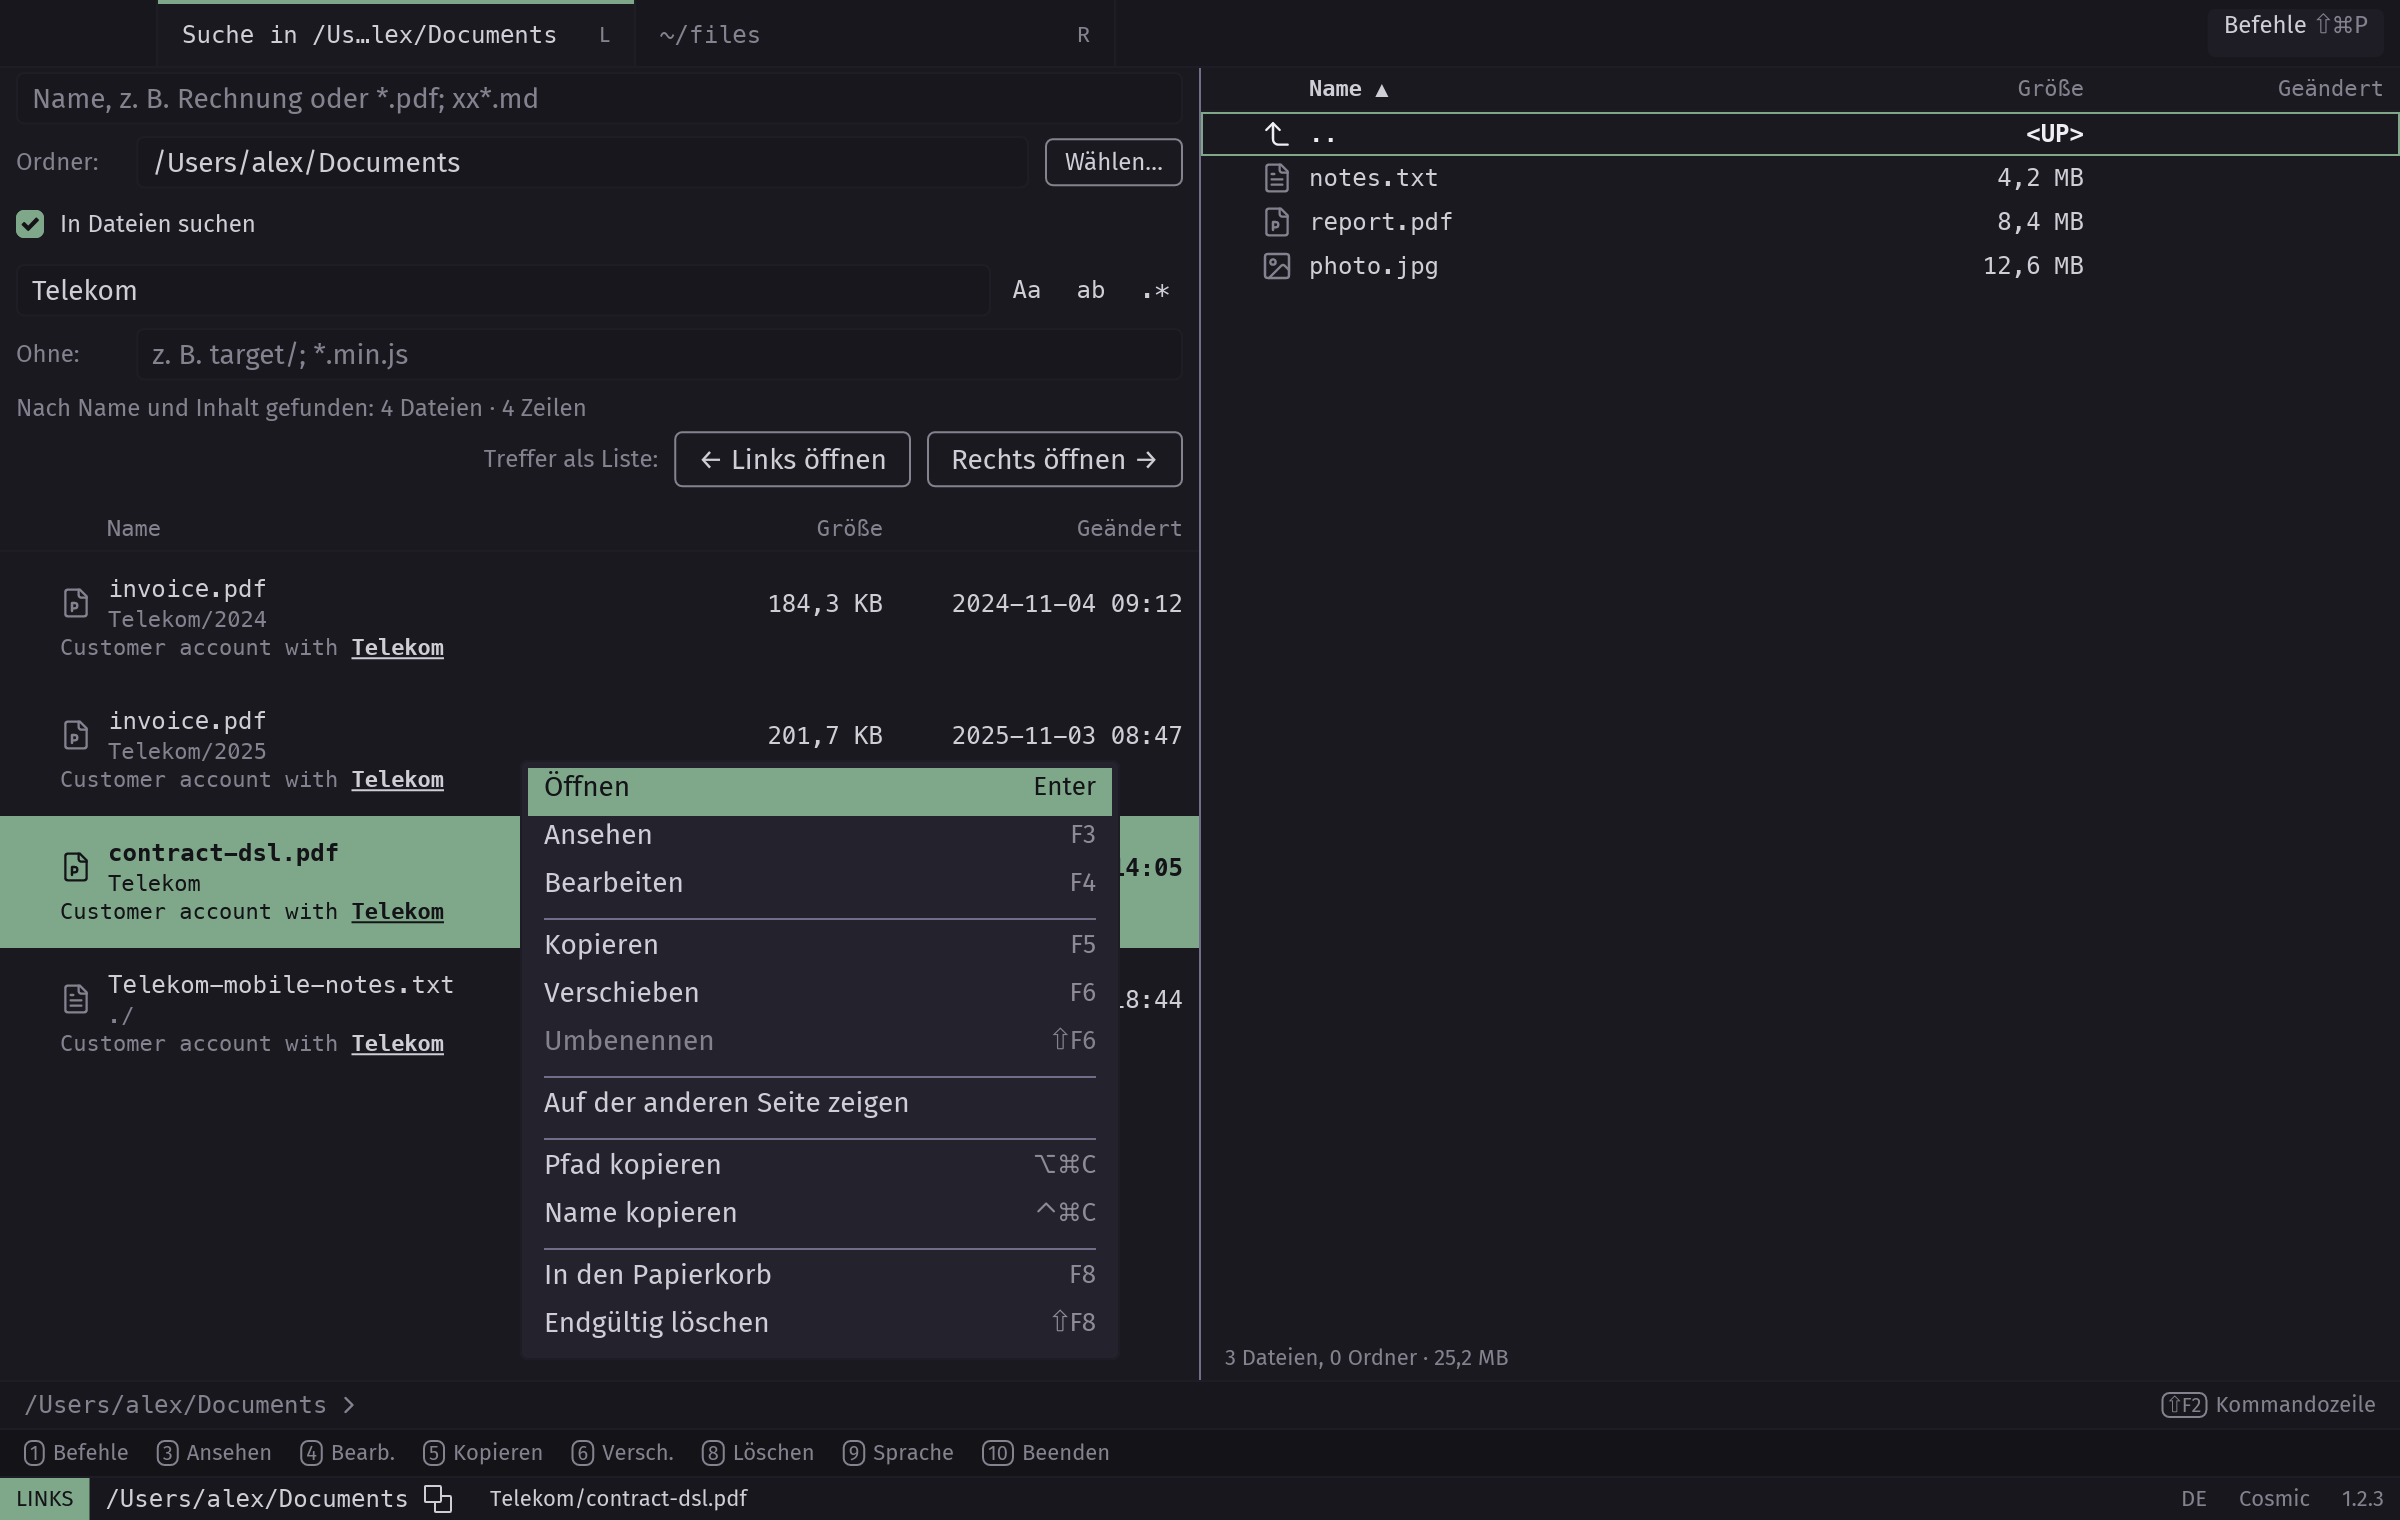 Suche in /Us…lex/Documents L ~/files R Befehle ⇧⌘P
Name, z. B. Rechnung oder *.pdf; xx*.md
Ordner: /Users/alex/Documents Wählen…
In Dateien suchen
Telekom Aa ab .*
Ohne: z. B. target/; *.min.js
Nach Name und Inhalt gefunden: 4 Dateien · 4 Zeilen
Treffer als Liste: ← Links öffnen Rechts öffnen →
Name Größe Geändert
invoice.pdf 184,3 KB 2024-11-04 09:12
Telekom/2024
Customer account with Telekom
invoice.pdf 201,7 KB 2025-11-03 08:47
Telekom/2025
Customer account with Telekom
contract-dsl.pdf 14:05
Telekom
Customer account with Telekom
Telekom-mobile-notes.txt 18:44
./
Customer account with Telekom
Öffnen Enter
Ansehen F3
Bearbeiten F4
Kopieren F5
Verschieben F6
Umbenennen ⇧F6
Auf der anderen Seite zeigen
Pfad kopieren ⌥⌘C
Name kopieren ^⌘C
In den Papierkorb F8
Endgültig löschen ⇧F8
Name ▲ Größe Geändert
.. <UP>
notes.txt 4,2 MB
report.pdf 8,4 MB
photo.jpg 12,6 MB
3 Dateien, 0 Ordner · 25,2 MB
/Users/alex/Documents > ⇧F2 Kommandozeile
1 Befehle 3 Ansehen 4 Bearb. 5 Kopieren 6 Versch. 8 Löschen 9 Sprache 10 Beenden
LINKS /Users/alex/Documents Telekom/contract-dsl.pdf DE Cosmic 1.2.3